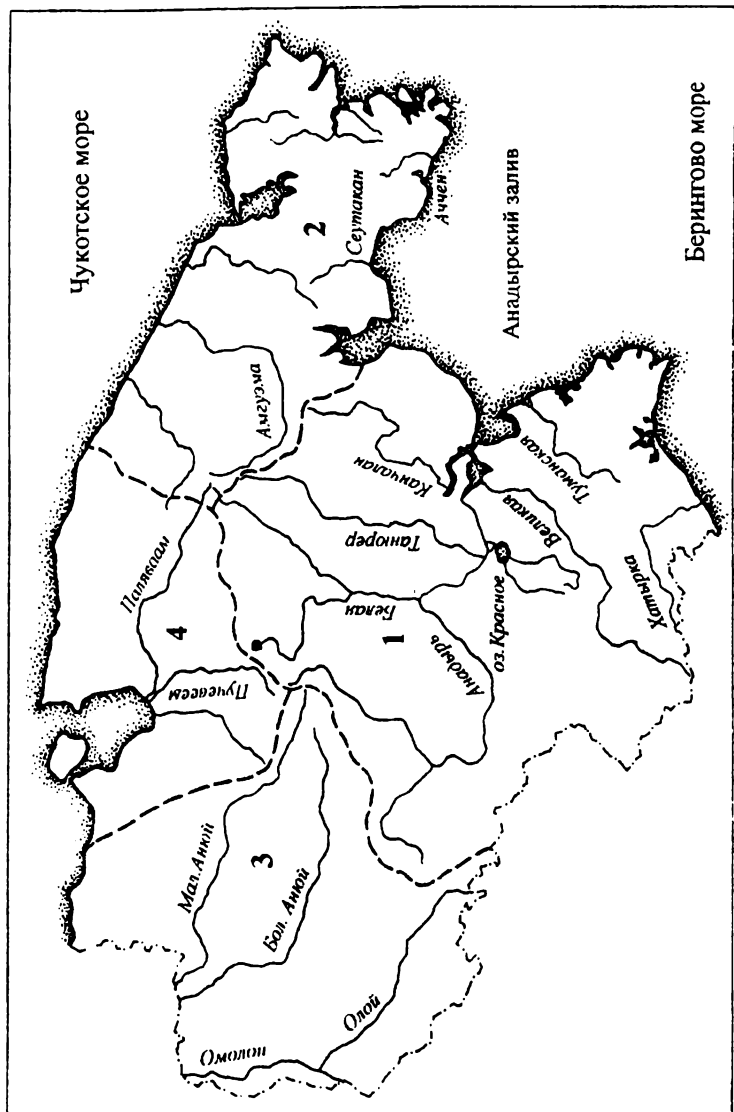 Чукотское море
2
Сеутакан
Аччен
Анадырский залив
Берингово море
Амгуэма
Канчалан
Туманская
Великая
Танюрер
Хатырка
Паляваам
оз. Красное
4
Белая
1
Анадырь
Пучевеем
Мал. Анюй
3
Бол. Анюй
Олой
Омолон